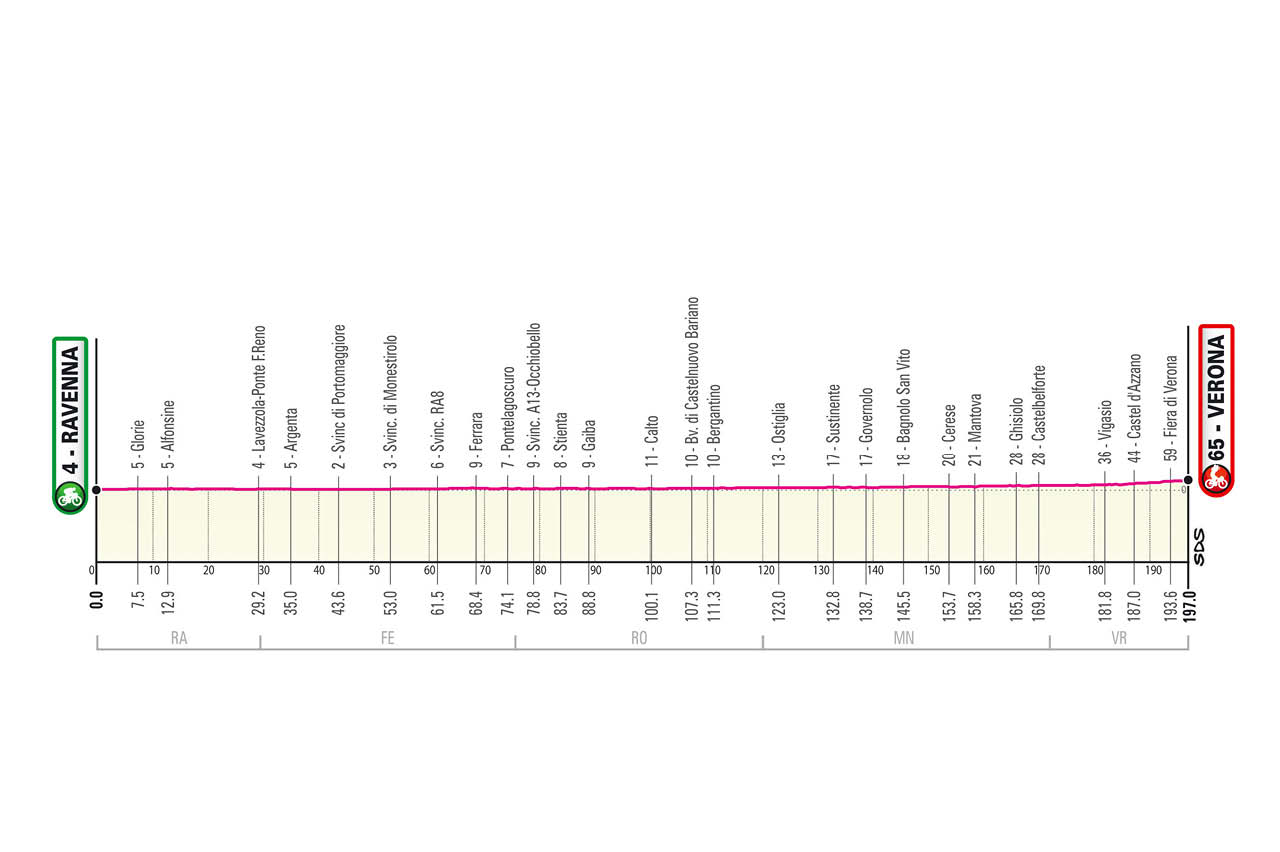 4 - RAVENNA
5 - Glorie
5 - Alfonsine
4 - Lavezzola-Ponte F.Reno
5 - Argenta
2 - Svinc di Portomaggiore
3 - Svinc. di Monestirolo
6 - Svinc. RA8
9 - Ferrara
7 - Pontelagoscuro
9 - Svinc. A13-Occhiobello
8 - Stienta
9 - Gaiba
11 - Calto
10 - Bv. di Castelnuovo Bariano
10 - Bergantino
13 - Ostiglia
17 - Sustinente
17 - Governolo
18 - Bagnolo San Vito
20 - Cerese
21 - Mantova
28 - Ghisiolo
28 - Castelbelforte
36 - Vigasio
44 - Castel d'Azzano
59 - Fiera di Verona
65 - VERONA
0
SDS
0 10 20 30 40 50 60 70 80 90 100 110 120 130 140 150 160 170 180 190
0.0 7.5 12.9 29.2 35.0 43.6 53.0 61.5 68.4 74.1 78.8 83.7 88.8 100.1 107.3 111.3 123.0 132.8 138.7 145.5 153.7 158.3 165.8 169.8 181.8 187.0 193.6 197.0
RA FE RO MN VR